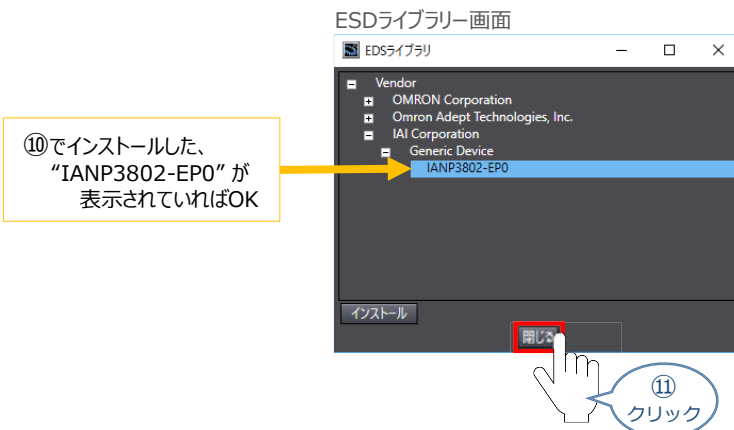 ESDライブラリー画面
EDSライブラリ
Vendor
OMRON Corporation
Omron Adept Technologies, Inc.
IAI Corporation
Generic Device
IANP3802-EP0
⑩でインストールした、
“IANP3802-EP0” が
表示されていればOK
インストール
閉じる
⑪
クリック